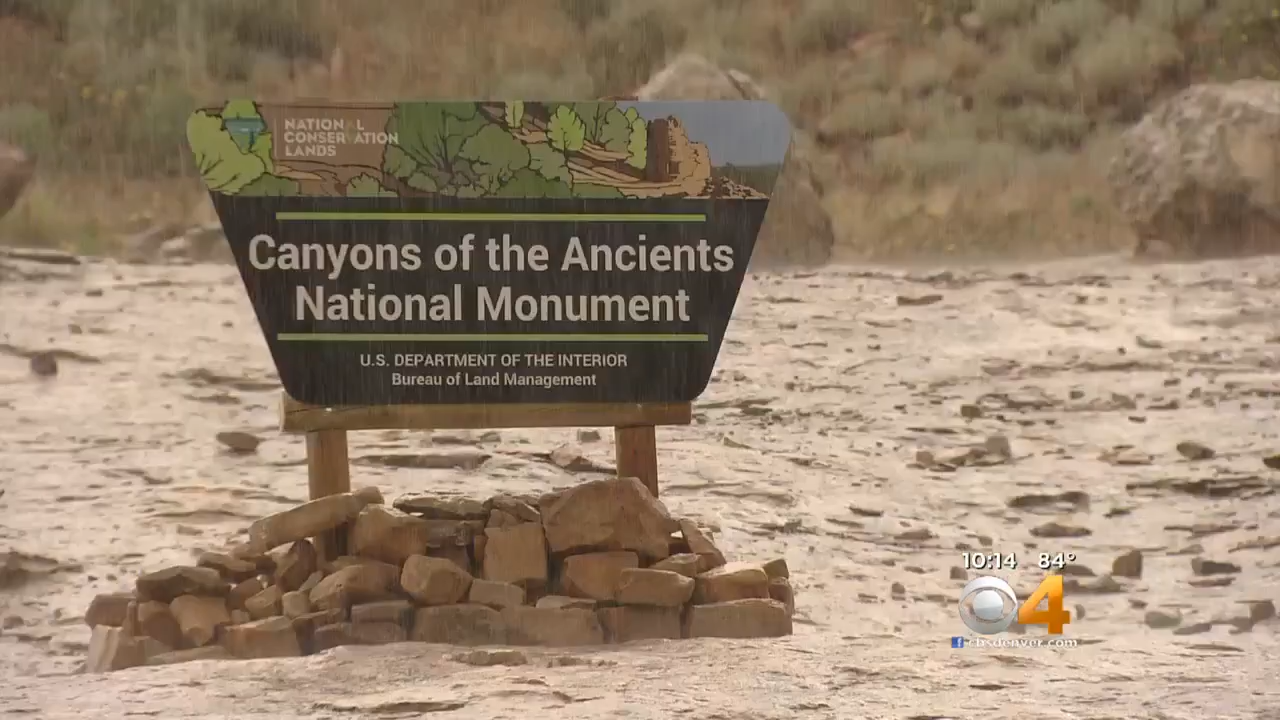 NATIONAL
CONSERVATION
LANDS
Canyons of the Ancients
National Monument
U.S. DEPARTMENT OF THE INTERIOR
Bureau of Land Management
10:14 84°
4
cbsdenver.com